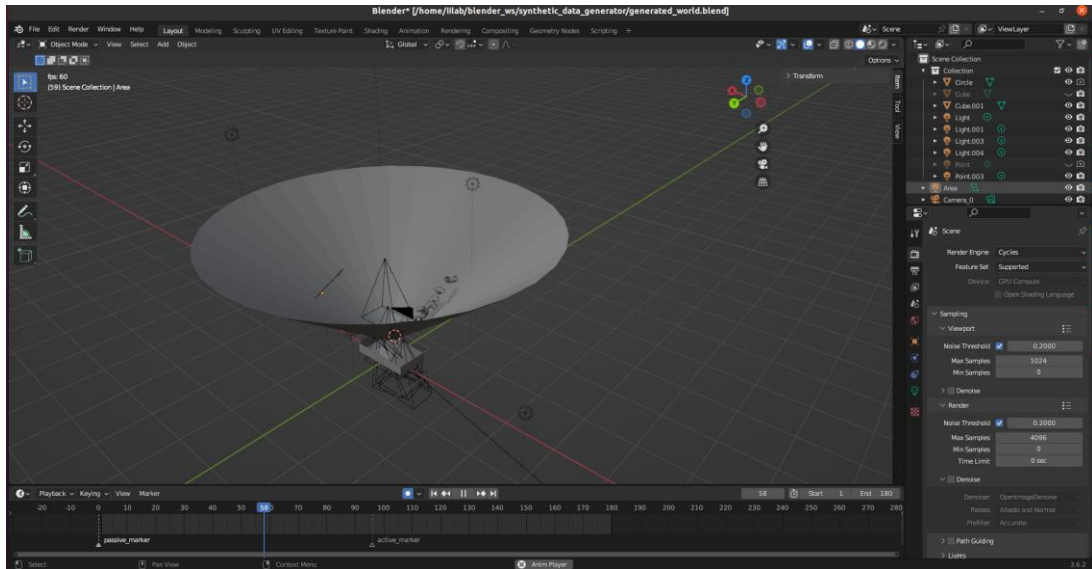 Blender* [/home/iilab/blender_ws/synthetic_data_generator/generated_world.blend]
File Edit Render Window Help Layout Modeling Sculpting UV Editing Texture Paint Shading Animation Rendering Compositing Geometry Nodes Scripting + Scene ViewLayer
Object Mode View Select Add Object Global
Options
fps: 60
(59) Scene Collection | Area
Transform
Item
Tool
View
X
Y
Z
Scene Collection
Collection
Circle
Cube
Cube.001
Light
Light.001
Light.003
Light.004
Point
Point.003
Area
Camera_0
Scene
Render Engine Cycles
Feature Set Supported
Device GPU Compute
Open Shading Language
Sampling
Viewport
Noise Threshold 0.2000
Max Samples 1024
Min Samples 0
Denoise
Render
Noise Threshold 0.2000
Max Samples 4096
Min Samples 0
Time Limit 0 sec
Denoise
Denoiser OpenImageDenoise
Passes Albedo and Normal
Prefilter Accurate
Path Guiding
Lights
Playback Keying View Marker 58 Start 1 End 180
-20 -10 0 10 20 30 40 50 58 70 80 90 100 110 120 130 140 150 160 170 180 190 200 210 220 230 240 250 260 270 280
passive_marker active_marker
Select Pan View Context Menu Anim Player 3.6.2